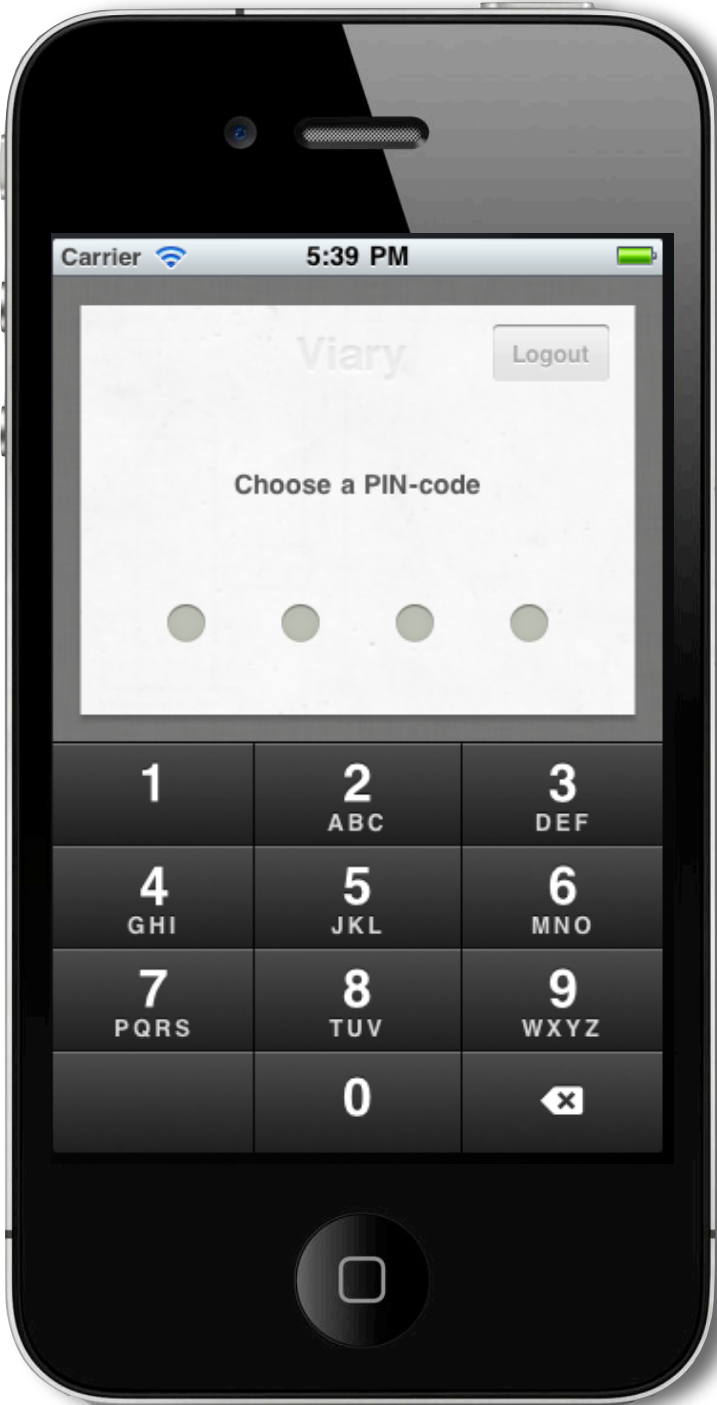 Carrier 5:39 PM
Viary Logout
Choose a PIN-code
1 2 3
ABC DEF
4 5 6
GHI JKL MNO
7 8 9
PQRS TUV WXYZ
0